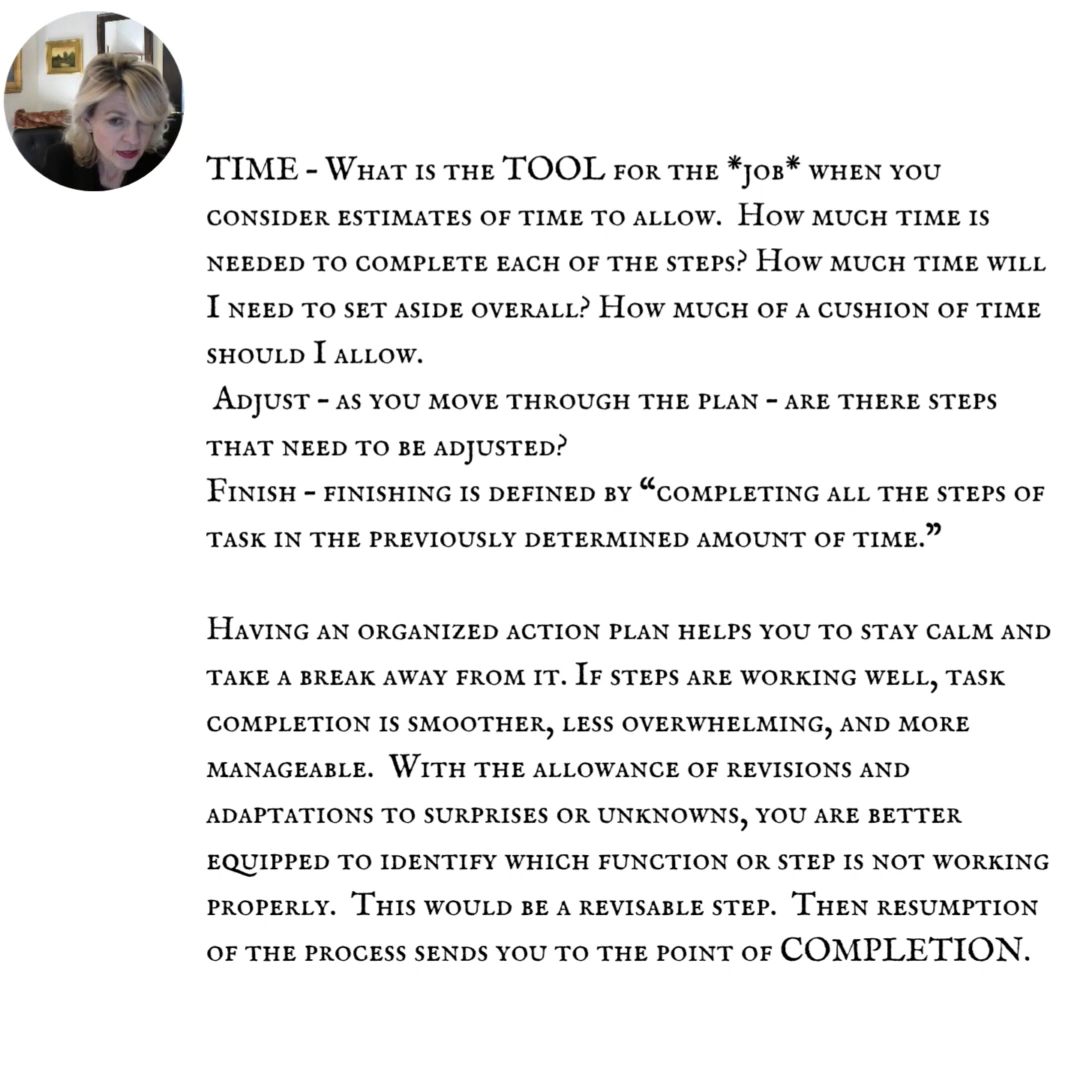 TIME - What is the TOOL for the *job* when you
consider estimates of time to allow.  How much time is
needed to complete each of the steps? How much time will
I need to set aside overall? How much of a cushion of time
should I allow.
Adjust - as you move through the plan - are there steps
that need to be adjusted?
Finish - finishing is defined by “completing all the steps of
task in the previously determined amount of time.”
Having an organized action plan helps you to stay calm and
take a break away from it. If steps are working well, task
completion is smoother, less overwhelming, and more
manageable.  With the allowance of revisions and
adaptations to surprises or unknowns, you are better
equipped to identify which function or step is not working
properly.  This would be a revisable step.  Then resumption
of the process sends you to the point of COMPLETION.